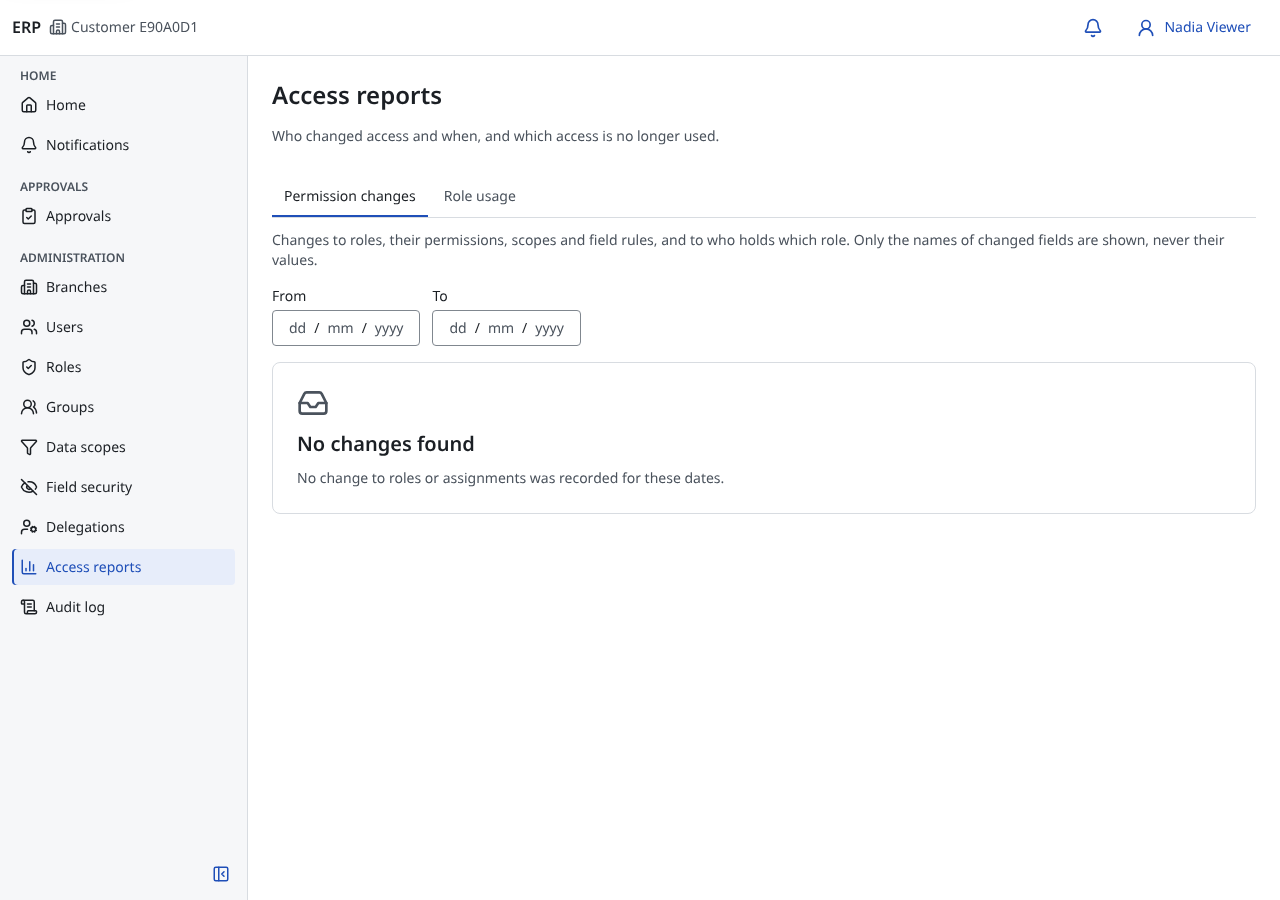 ERP Customer E90A0D1
Nadia Viewer
HOME
Home
Notifications
APPROVALS
Approvals
ADMINISTRATION
Branches
Users
Roles
Groups
Data scopes
Field security
Delegations
Access reports
Audit log
Access reports
Who changed access and when, and which access is no longer used.
Permission changes Role usage
Changes to roles, their permissions, scopes and field rules, and to who holds which role. Only the names of changed fields are shown, never their
values.
From To
dd / mm / yyyy dd / mm / yyyy
No changes found
No change to roles or assignments was recorded for these dates.